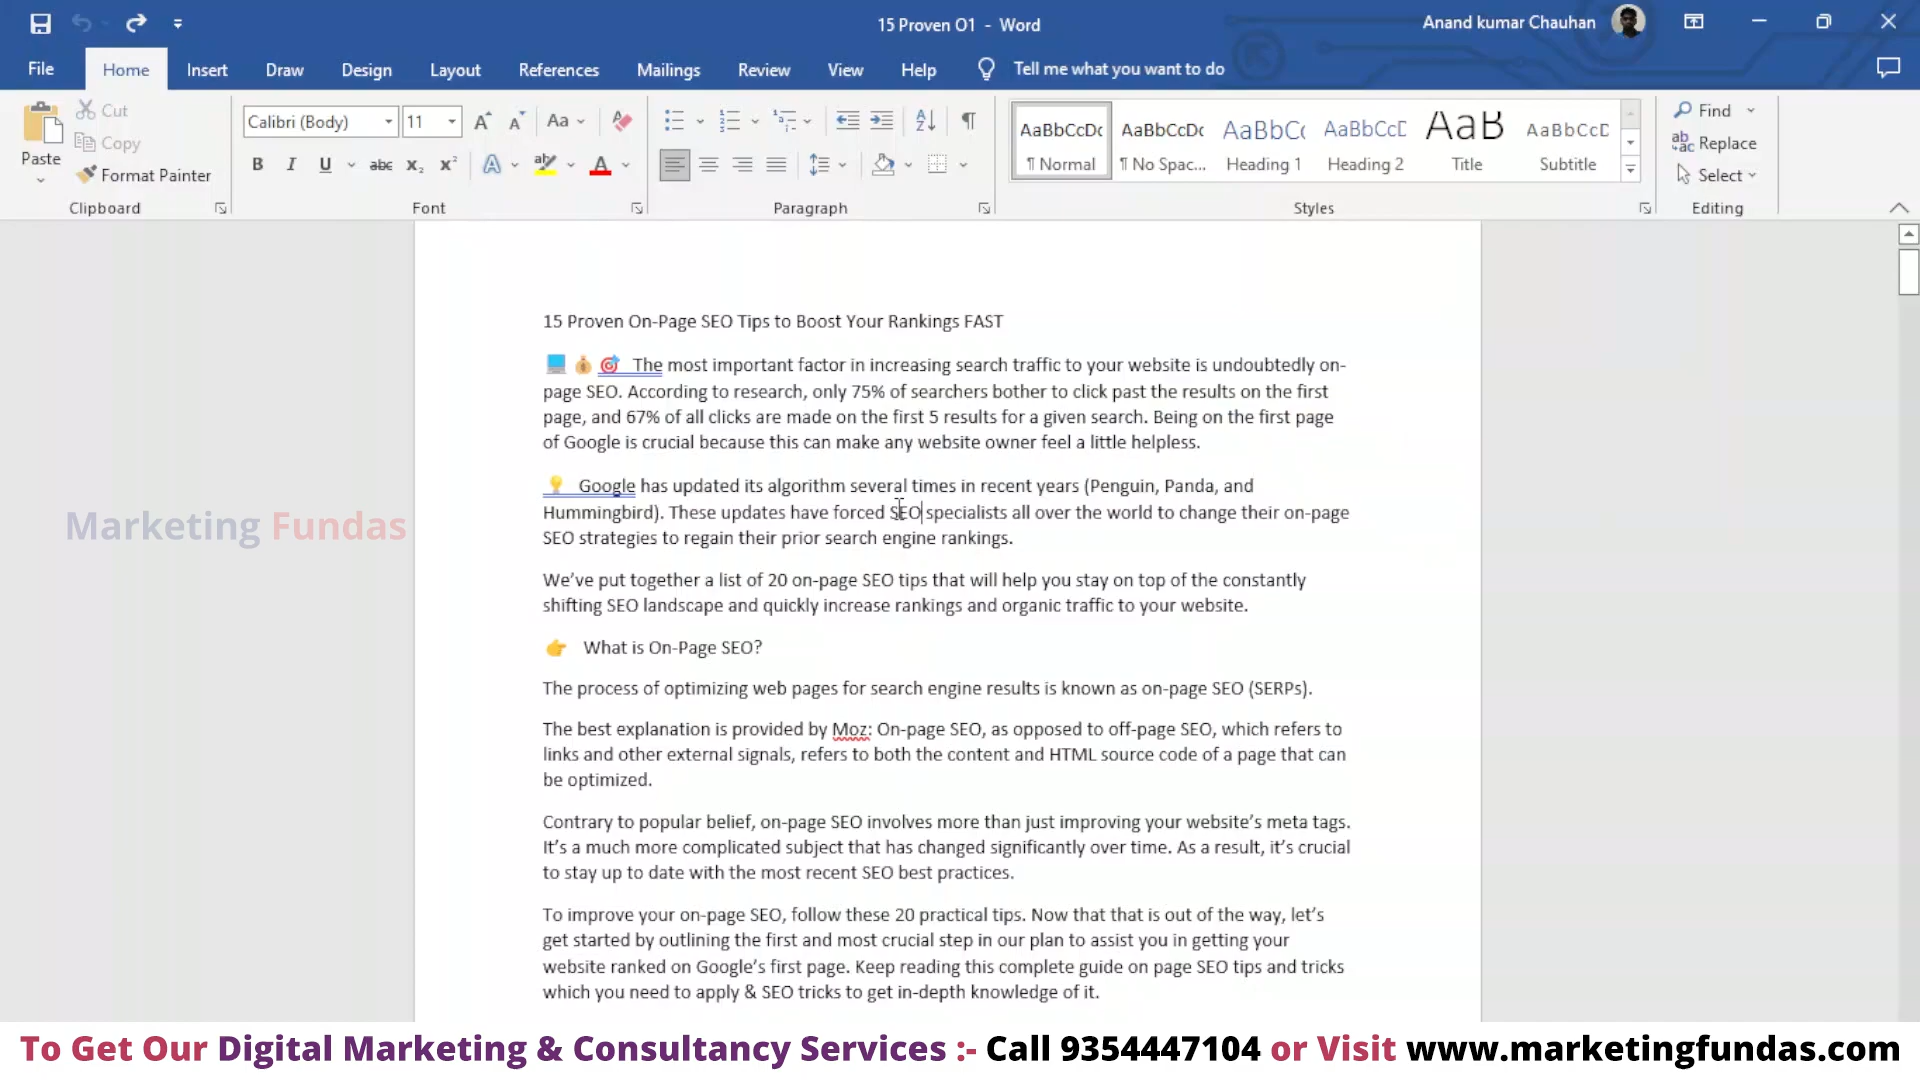 15 Proven O1 - Word
Anand kumar Chauhan
File
Home
Insert
Draw
Design
Layout
References
Mailings
Review
View
Help
Tell me what you want to do
Paste
Cut
Copy
Format Painter
Clipboard
Calibri (Body)
11
Aa
B I U abc x₂ x²
A
Font
Paragraph
AaBbCcDc
¶ Normal
AaBbCcDc
¶ No Spac...
AaBbC(
Heading 1
AaBbCcD
Heading 2
AaB
Title
AaBbCcD
Subtitle
Styles
Find
Replace
Select
Editing
15 Proven On-Page SEO Tips to Boost Your Rankings FAST
💻 💰 🎯 The most important factor in increasing search traffic to your website is undoubtedly on-
page SEO. According to research, only 75% of searchers bother to click past the results on the first
page, and 67% of all clicks are made on the first 5 results for a given search. Being on the first page
of Google is crucial because this can make any website owner feel a little helpless.
💡 Google has updated its algorithm several times in recent years (Penguin, Panda, and
Hummingbird). These updates have forced SEO specialists all over the world to change their on-page
SEO strategies to regain their prior search engine rankings.
We've put together a list of 20 on-page SEO tips that will help you stay on top of the constantly
shifting SEO landscape and quickly increase rankings and organic traffic to your website.
👉 What is On-Page SEO?
The process of optimizing web pages for search engine results is known as on-page SEO (SERPs).
The best explanation is provided by Moz: On-page SEO, as opposed to off-page SEO, which refers to
links and other external signals, refers to both the content and HTML source code of a page that can
be optimized.
Contrary to popular belief, on-page SEO involves more than just improving your website's meta tags.
It's a much more complicated subject that has changed significantly over time. As a result, it's crucial
to stay up to date with the most recent SEO best practices.
To improve your on-page SEO, follow these 20 practical tips. Now that that is out of the way, let's
get started by outlining the first and most crucial step in our plan to assist you in getting your
website ranked on Google's first page. Keep reading this complete guide on page SEO tips and tricks
which you need to apply & SEO tricks to get in-depth knowledge of it.
Marketing Fundas
To Get Our Digital Marketing & Consultancy Services :- Call 9354447104 or Visit www.marketingfundas.com